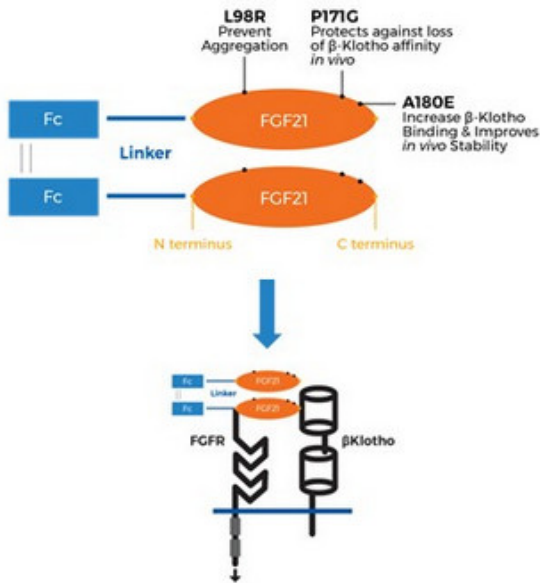 L98R
Prevent
Aggregation
P171G
Protects against loss
of β-Klotho affinity
in vivo
A180E
Increase β-Klotho
Binding & Improves
in vivo Stability
Fc
FGF21
Linker
Fc
FGF21
N terminus
C terminus
Fc
FGF21
Linker
Fc
FGF21
FGFR
βKlotho